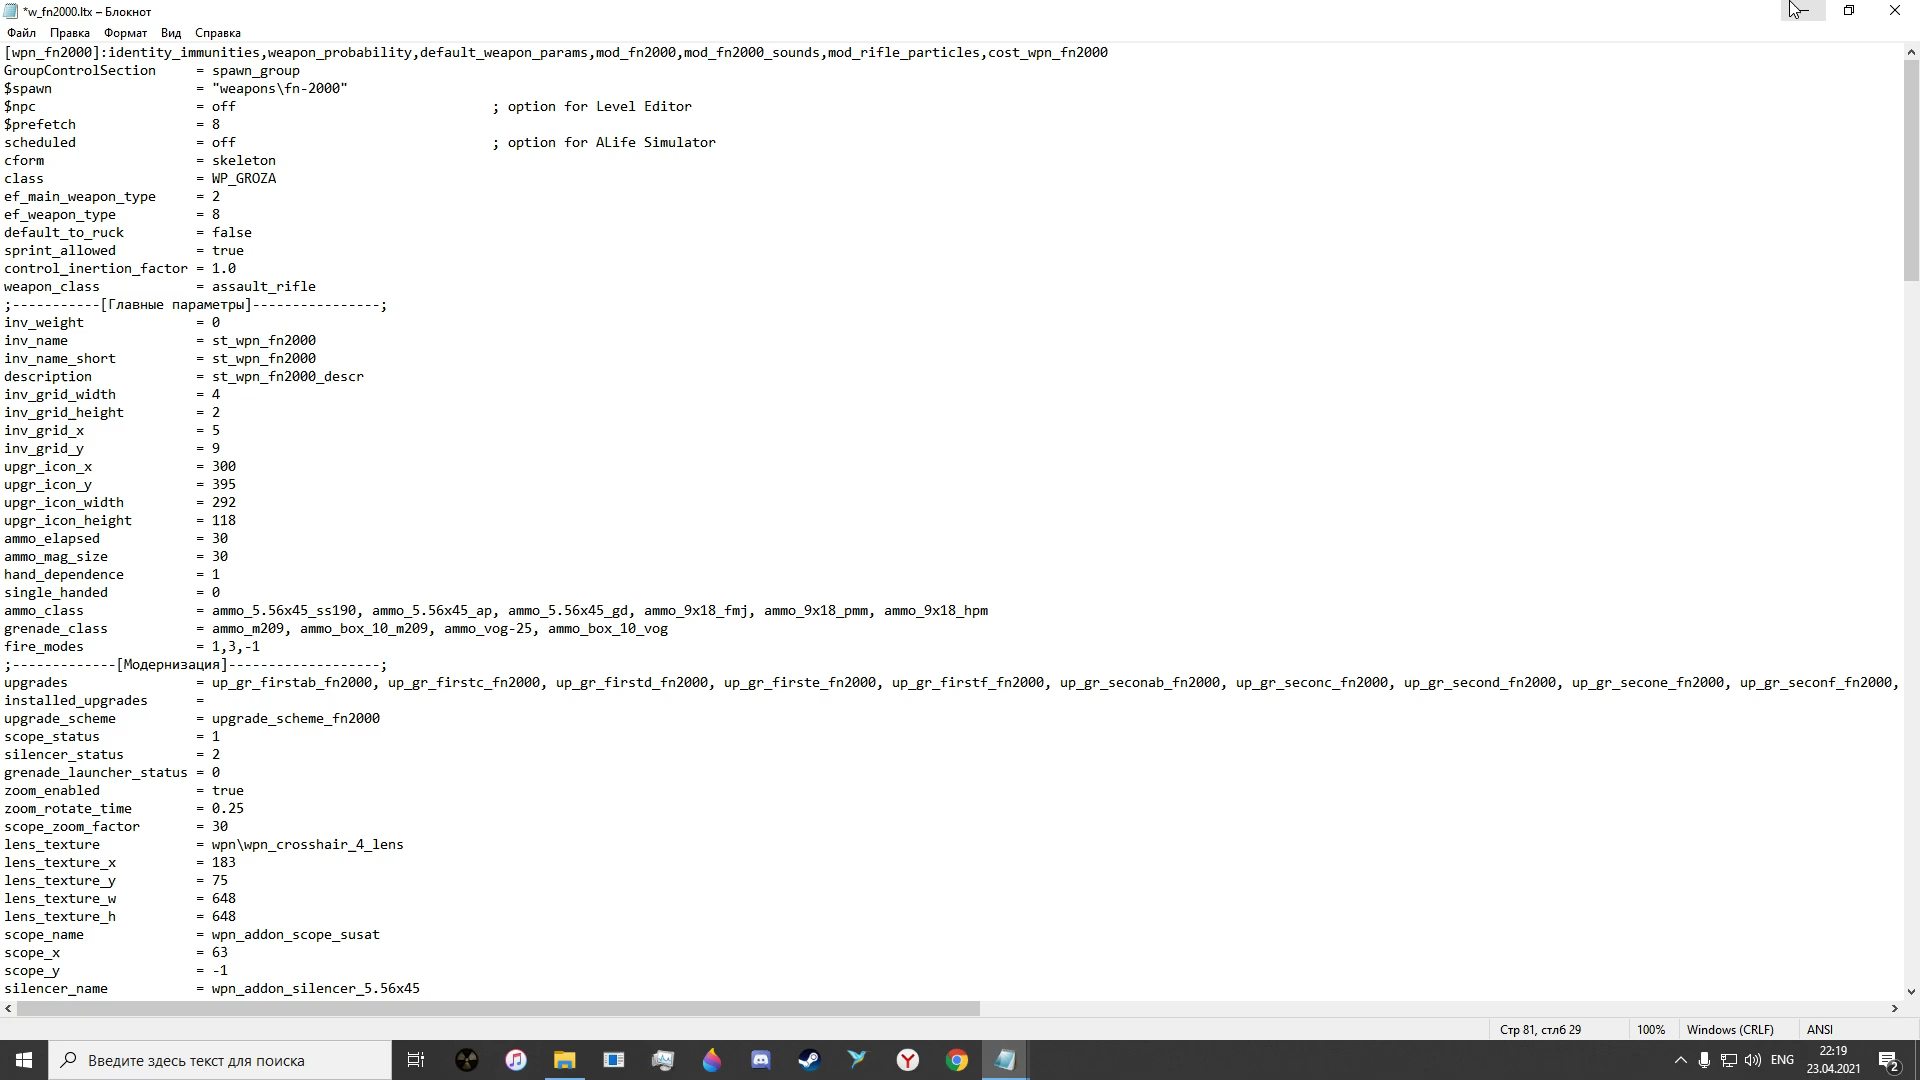 *w_fn2000.ltx – Блокнот
Файл Правка Формат Вид Справка
[wpn_fn2000]:identity_immunities,weapon_probability,default_weapon_params,mod_fn2000,mod_fn2000_sounds,mod_rifle_particles,cost_wpn_fn2000
GroupControlSection = spawn_group
$spawn = "weapons\fn-2000"
$npc = off ; option for Level Editor
$prefetch = 8
scheduled = off ; option for ALife Simulator
cform = skeleton
class = WP_GROZA
ef_main_weapon_type = 2
ef_weapon_type = 8
default_to_ruck = false
sprint_allowed = true
control_inertion_factor = 1.0
weapon_class = assault_rifle
;-----------[Главные параметры]----------------;
inv_weight = 0
inv_name = st_wpn_fn2000
inv_name_short = st_wpn_fn2000
description = st_wpn_fn2000_descr
inv_grid_width = 4
inv_grid_height = 2
inv_grid_x = 5
inv_grid_y = 9
upgr_icon_x = 300
upgr_icon_y = 395
upgr_icon_width = 292
upgr_icon_height = 118
ammo_elapsed = 30
ammo_mag_size = 30
hand_dependence = 1
single_handed = 0
ammo_class = ammo_5.56x45_ss190, ammo_5.56x45_ap, ammo_5.56x45_gd, ammo_9x18_fmj, ammo_9x18_pmm, ammo_9x18_hpm
grenade_class = ammo_m209, ammo_box_10_m209, ammo_vog-25, ammo_box_10_vog
fire_modes = 1,3,-1
;-------------[Модернизация]-------------------;
upgrades = up_gr_firstab_fn2000, up_gr_firstc_fn2000, up_gr_firstd_fn2000, up_gr_firste_fn2000, up_gr_firstf_fn2000, up_gr_seconab_fn2000, up_gr_seconc_fn2000, up_gr_second_fn2000, up_gr_secone_fn2000, up_gr_seconf_fn2000,
installed_upgrades =
upgrade_scheme = upgrade_scheme_fn2000
scope_status = 1
silencer_status = 2
grenade_launcher_status = 0
zoom_enabled = true
zoom_rotate_time = 0.25
scope_zoom_factor = 30
lens_texture = wpn\wpn_crosshair_4_lens
lens_texture_x = 183
lens_texture_y = 75
lens_texture_w = 648
lens_texture_h = 648
scope_name = wpn_addon_scope_susat
scope_x = 63
scope_y = -1
silencer_name = wpn_addon_silencer_5.56x45
Стр 81, стлб 29 100% Windows (CRLF) ANSI
Введите здесь текст для поиска
ENG
22:19
23.04.2021
2